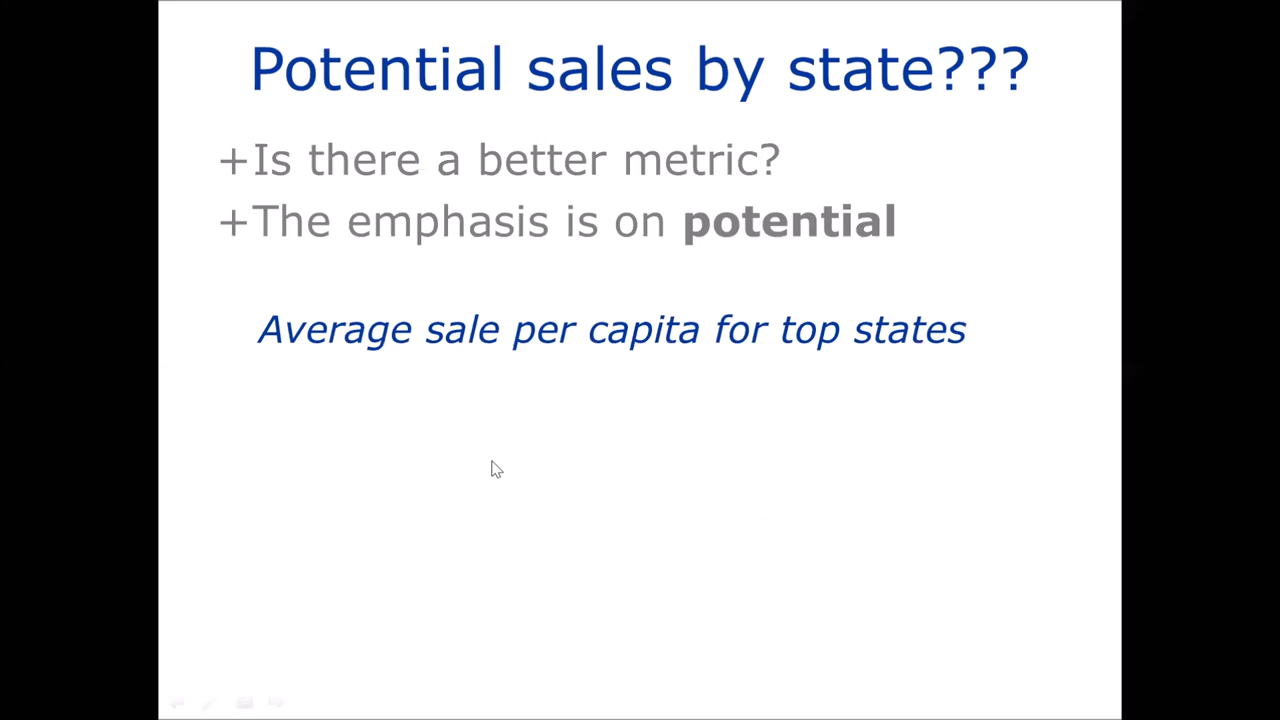 Potential sales by state???
+Is there a better metric?
+The emphasis is on potential
Average sale per capita for top states